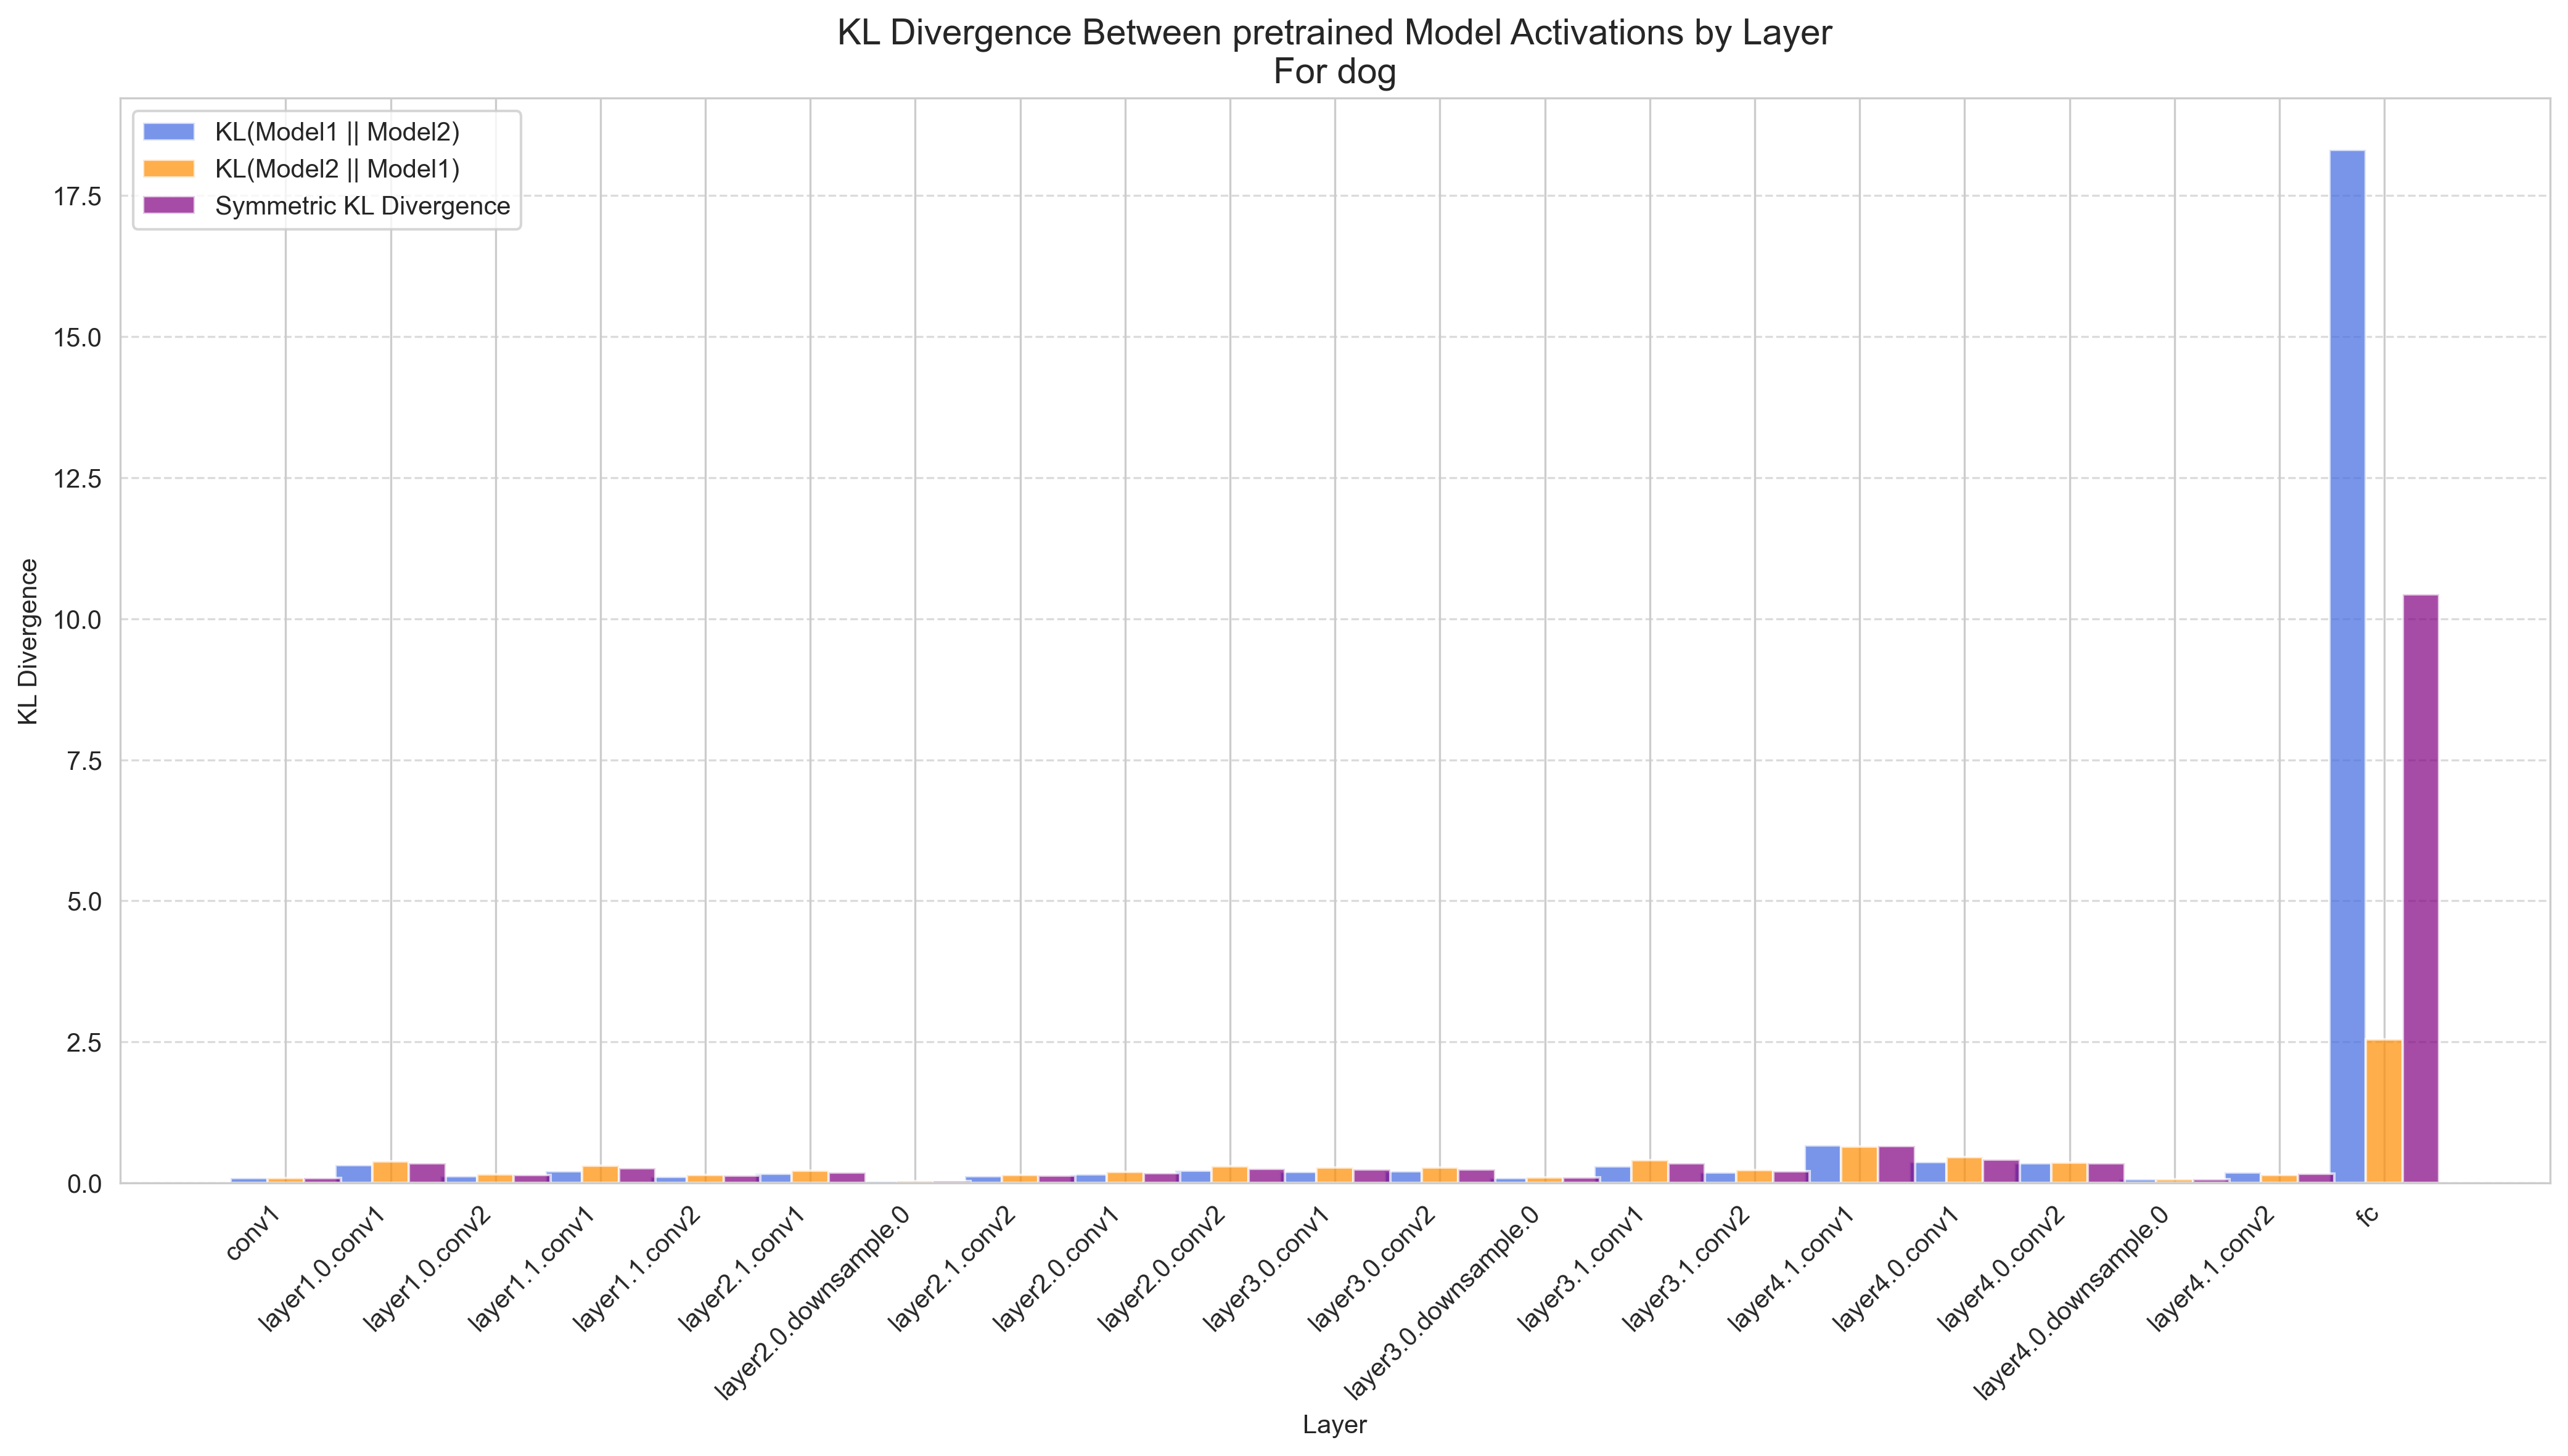 KL Divergence Between pretrained Model Activations by Layer
For dog
KL(Model1 || Model2)
KL(Model2 || Model1)
Symmetric KL Divergence
17.5
15.0
12.5
10.0
7.5
5.0
2.5
0.0
KL Divergence
conv1
layer1.0.conv1
layer1.0.conv2
layer1.1.conv1
layer1.1.conv2
layer2.1.conv1
layer2.0.downsample.0
layer2.1.conv2
layer2.0.conv1
layer2.0.conv2
layer3.0.conv1
layer3.0.conv2
layer3.0.downsample.0
layer3.1.conv1
layer3.1.conv2
layer4.1.conv1
layer4.0.conv1
layer4.0.conv2
layer4.0.downsample.0
layer4.1.conv2
fc
Layer